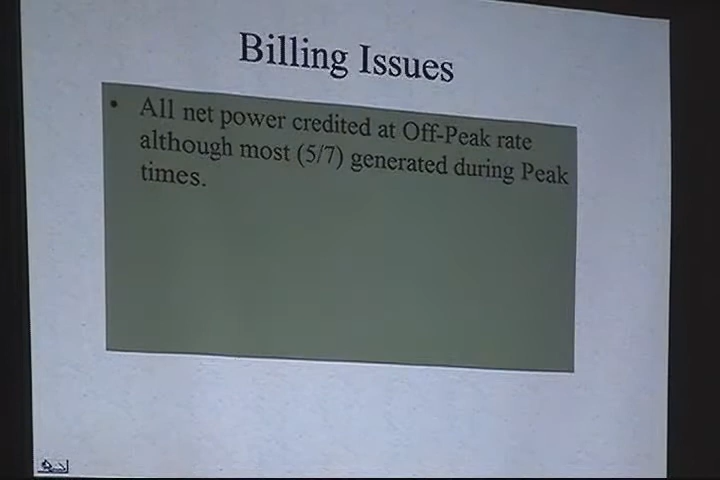 Billing Issues
• All net power credited at Off-Peak rate
although most (5/7) generated during Peak
times.